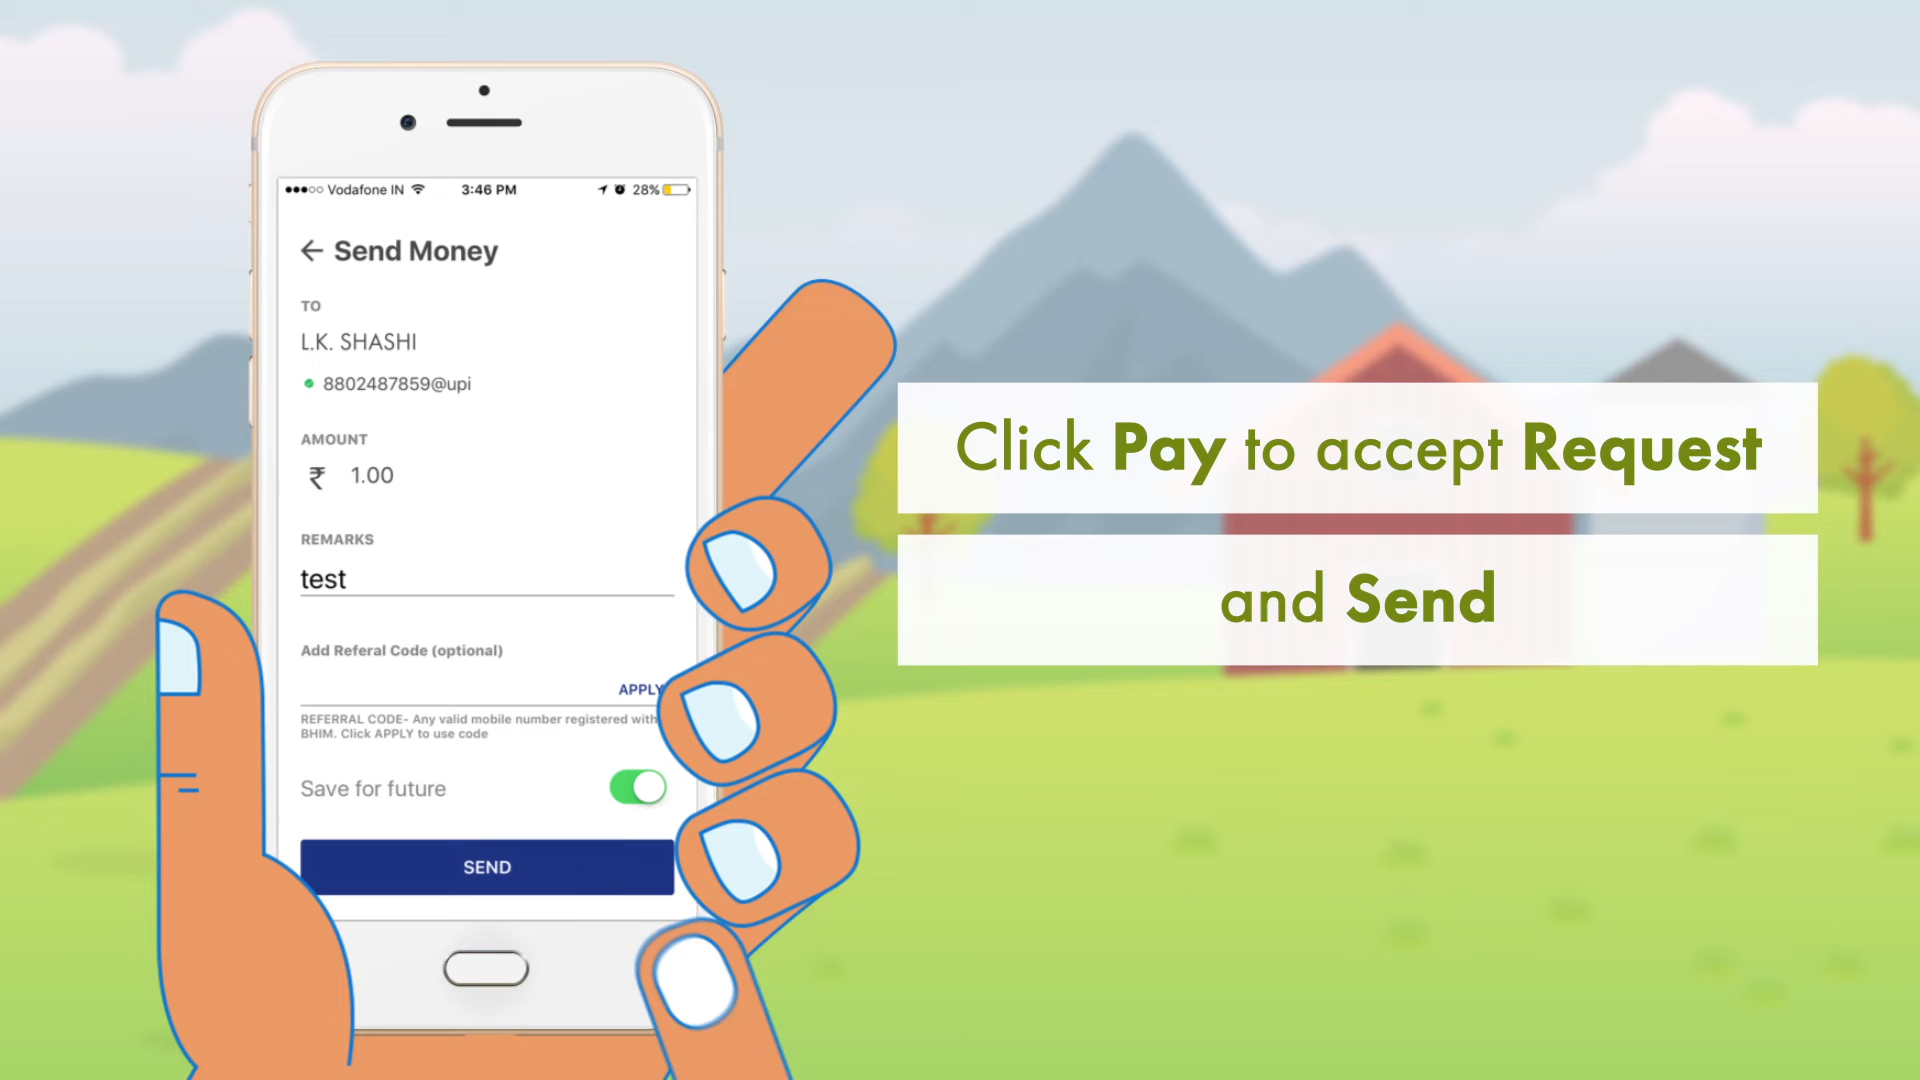 Vodafone IN 3:46 PM 28%
Send Money
TO
L.K. SHASHI
8802487859@upi
AMOUNT
₹ 1.00
REMARKS
test
Add Referal Code (optional)
APPLY
REFERRAL CODE- Any valid mobile number registered with
BHIM. Click APPLY to use code
Save for future
SEND
Click Pay to accept Request
and Send